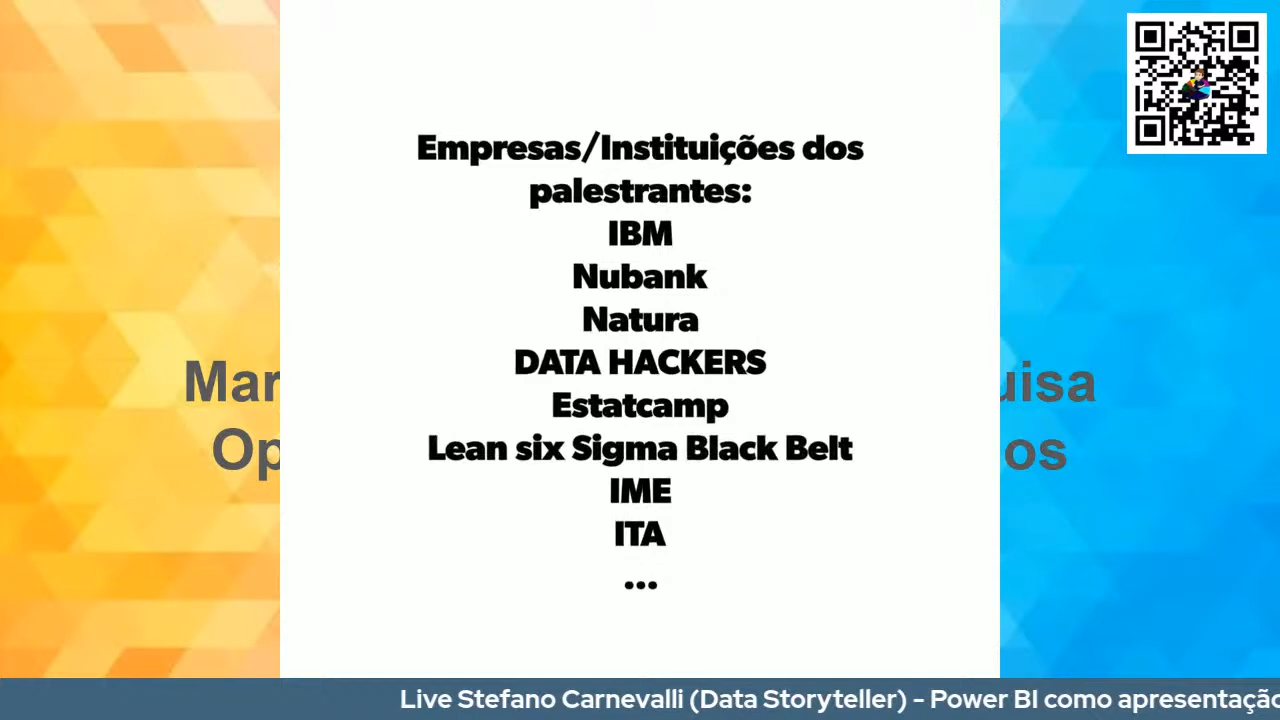 Empresas/Instituições dos
palestrantes:
IBM
Nubank
Natura
DATA HACKERS
Estatcamp
Lean six Sigma Black Belt
IME
ITA
...
Live Stefano Carnevalli (Data Storyteller) - Power BI como apresentação